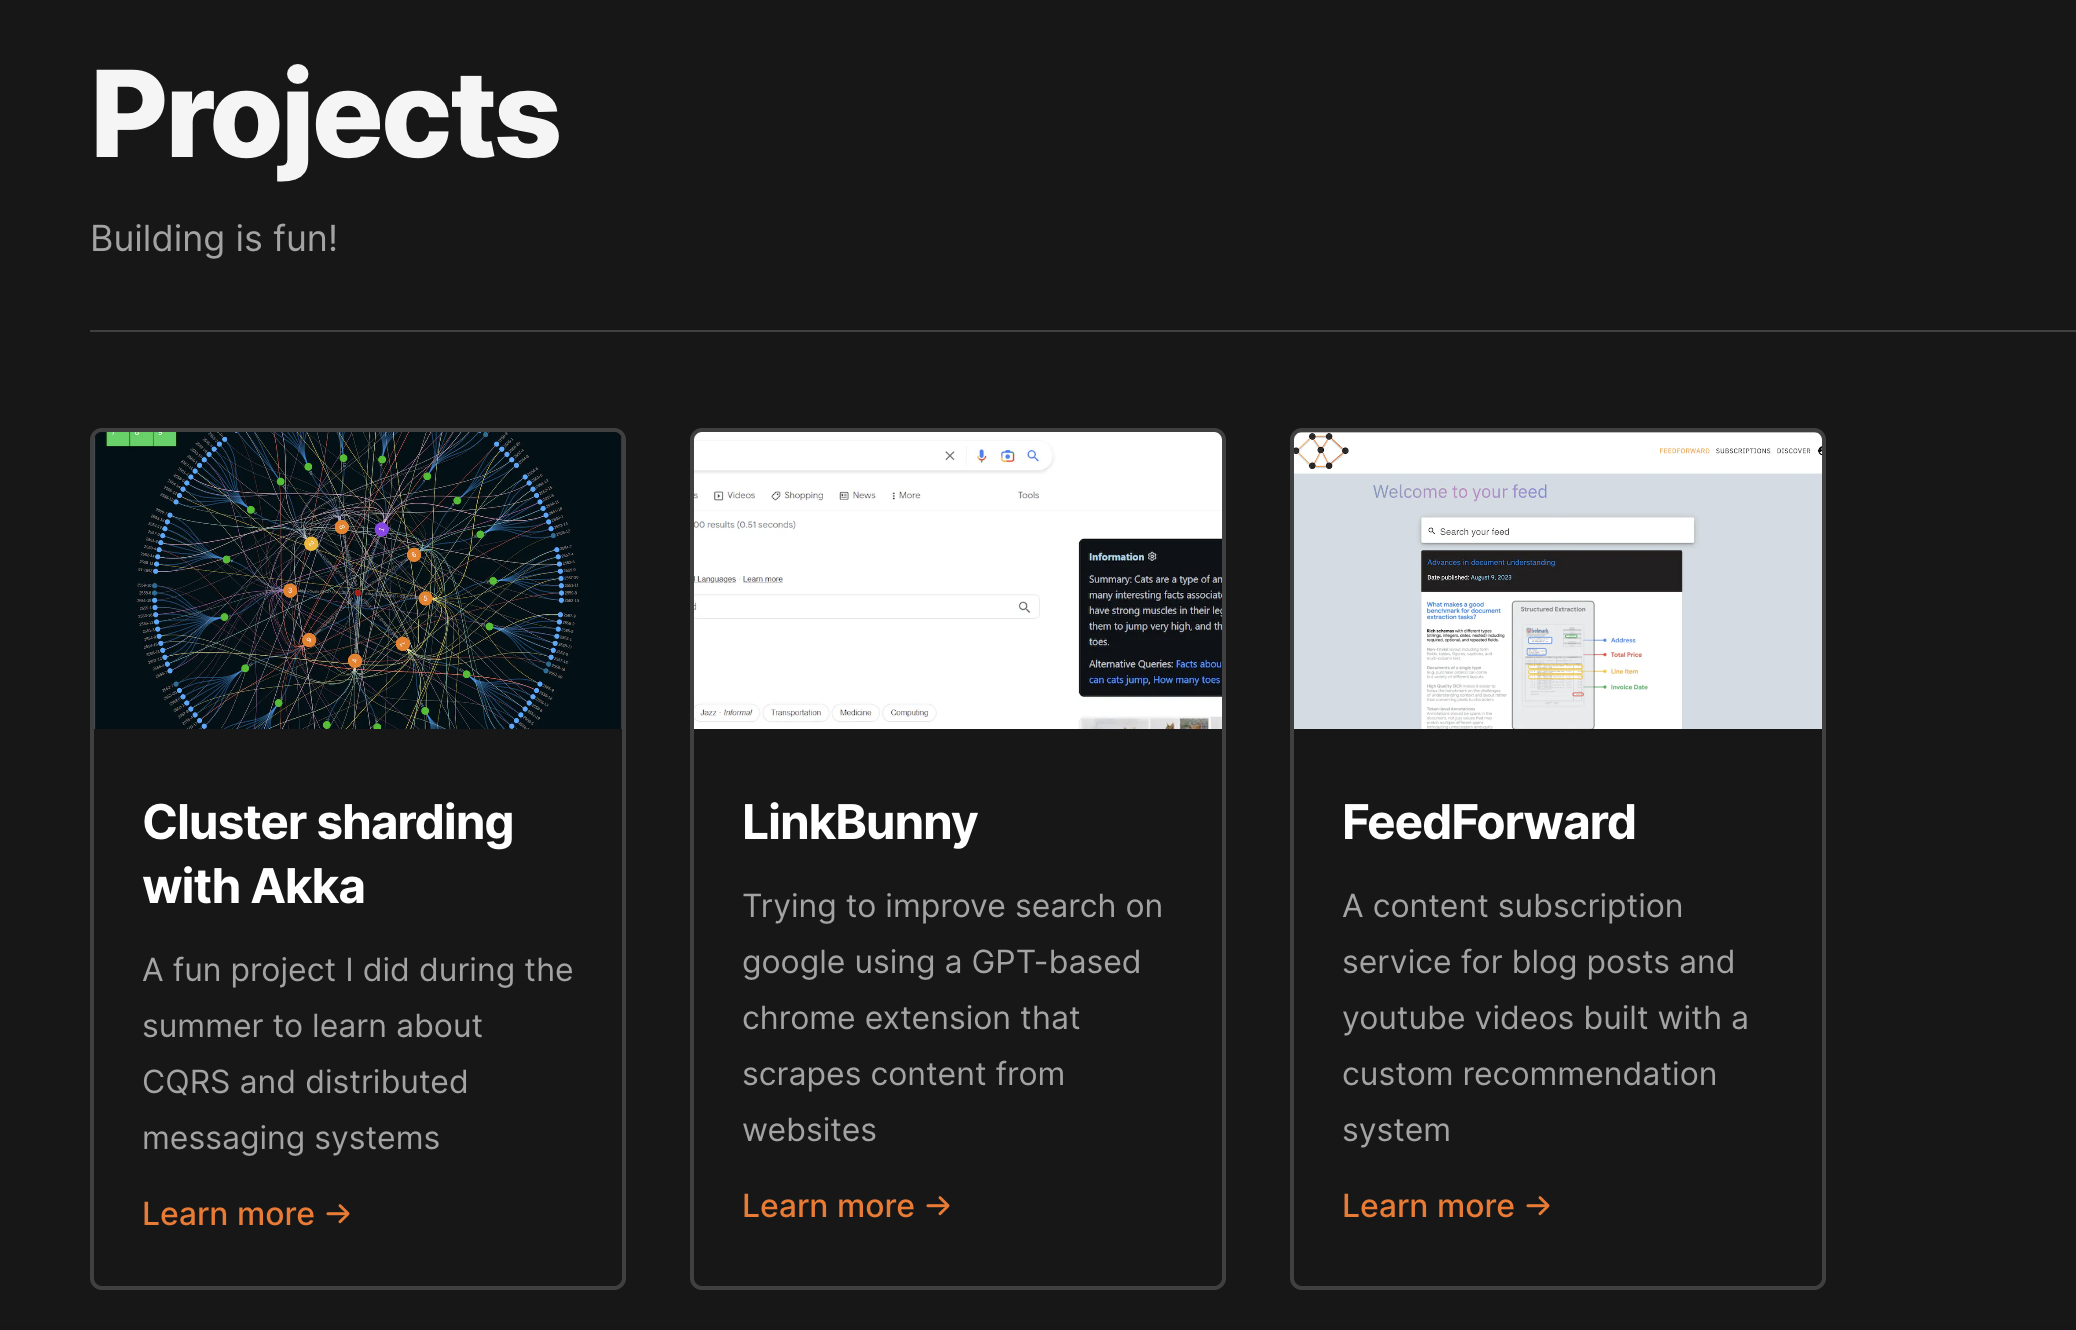 Projects
Building is fun!
Videos
Shopping
News
More
Tools
00 results (0.51 seconds)
Languages Learn more
Information
Summary: Cats are a type of an
many interesting facts associate
have strong muscles in their leg
them to jump very high, and th
toes.
Alternative Queries: Facts abou
can cats jump, How many toes
Jazz - Informal
Transportation
Medicine
Computing
FEEDFORWARD SUBSCRIPTIONS DISCOVER
Welcome to your feed
Search your feed
Advances in document understanding
Date published: August 9, 2023
What makes a good
benchmark for document
extraction tasks?
Structured Extraction
Address
Total Price
Line Item
Invoice Date
Cluster sharding
with Akka
A fun project I did during the
summer to learn about
CQRS and distributed
messaging systems
Learn more →
LinkBunny
Trying to improve search on
google using a GPT-based
chrome extension that
scrapes content from
websites
Learn more →
FeedForward
A content subscription
service for blog posts and
youtube videos built with a
custom recommendation
system
Learn more →